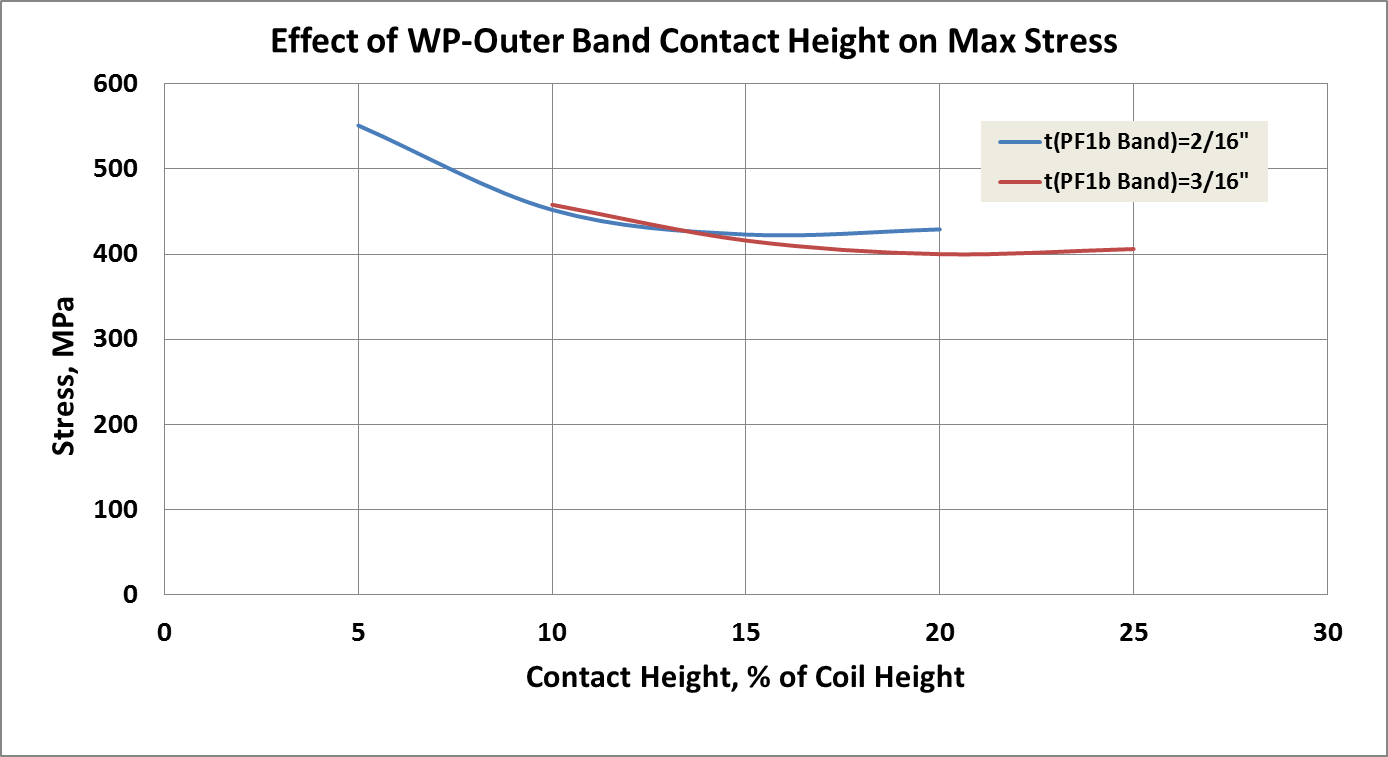 Effect of WP-Outer Band Contact Height on Max Stress
600
500
400
300
200
100
0
Stress, MPa
t(PF1b Band)=2/16"
t(PF1b Band)=3/16"
0 5 10 15 20 25 30
Contact Height, % of Coil Height